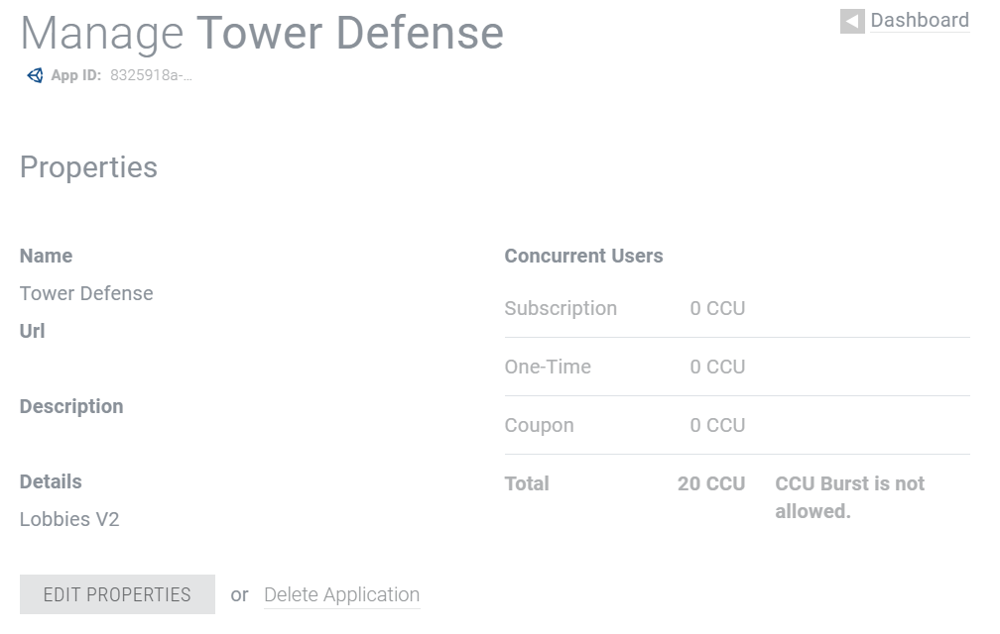 Manage Tower Defense
Dashboard
App ID: 8325918a-...
Properties
Name
Tower Defense
Url
Description
Details
Lobbies V2
Concurrent Users
Subscription 0 CCU
One-Time 0 CCU
Coupon 0 CCU
Total 20 CCU CCU Burst is not
allowed.
EDIT PROPERTIES or Delete Application